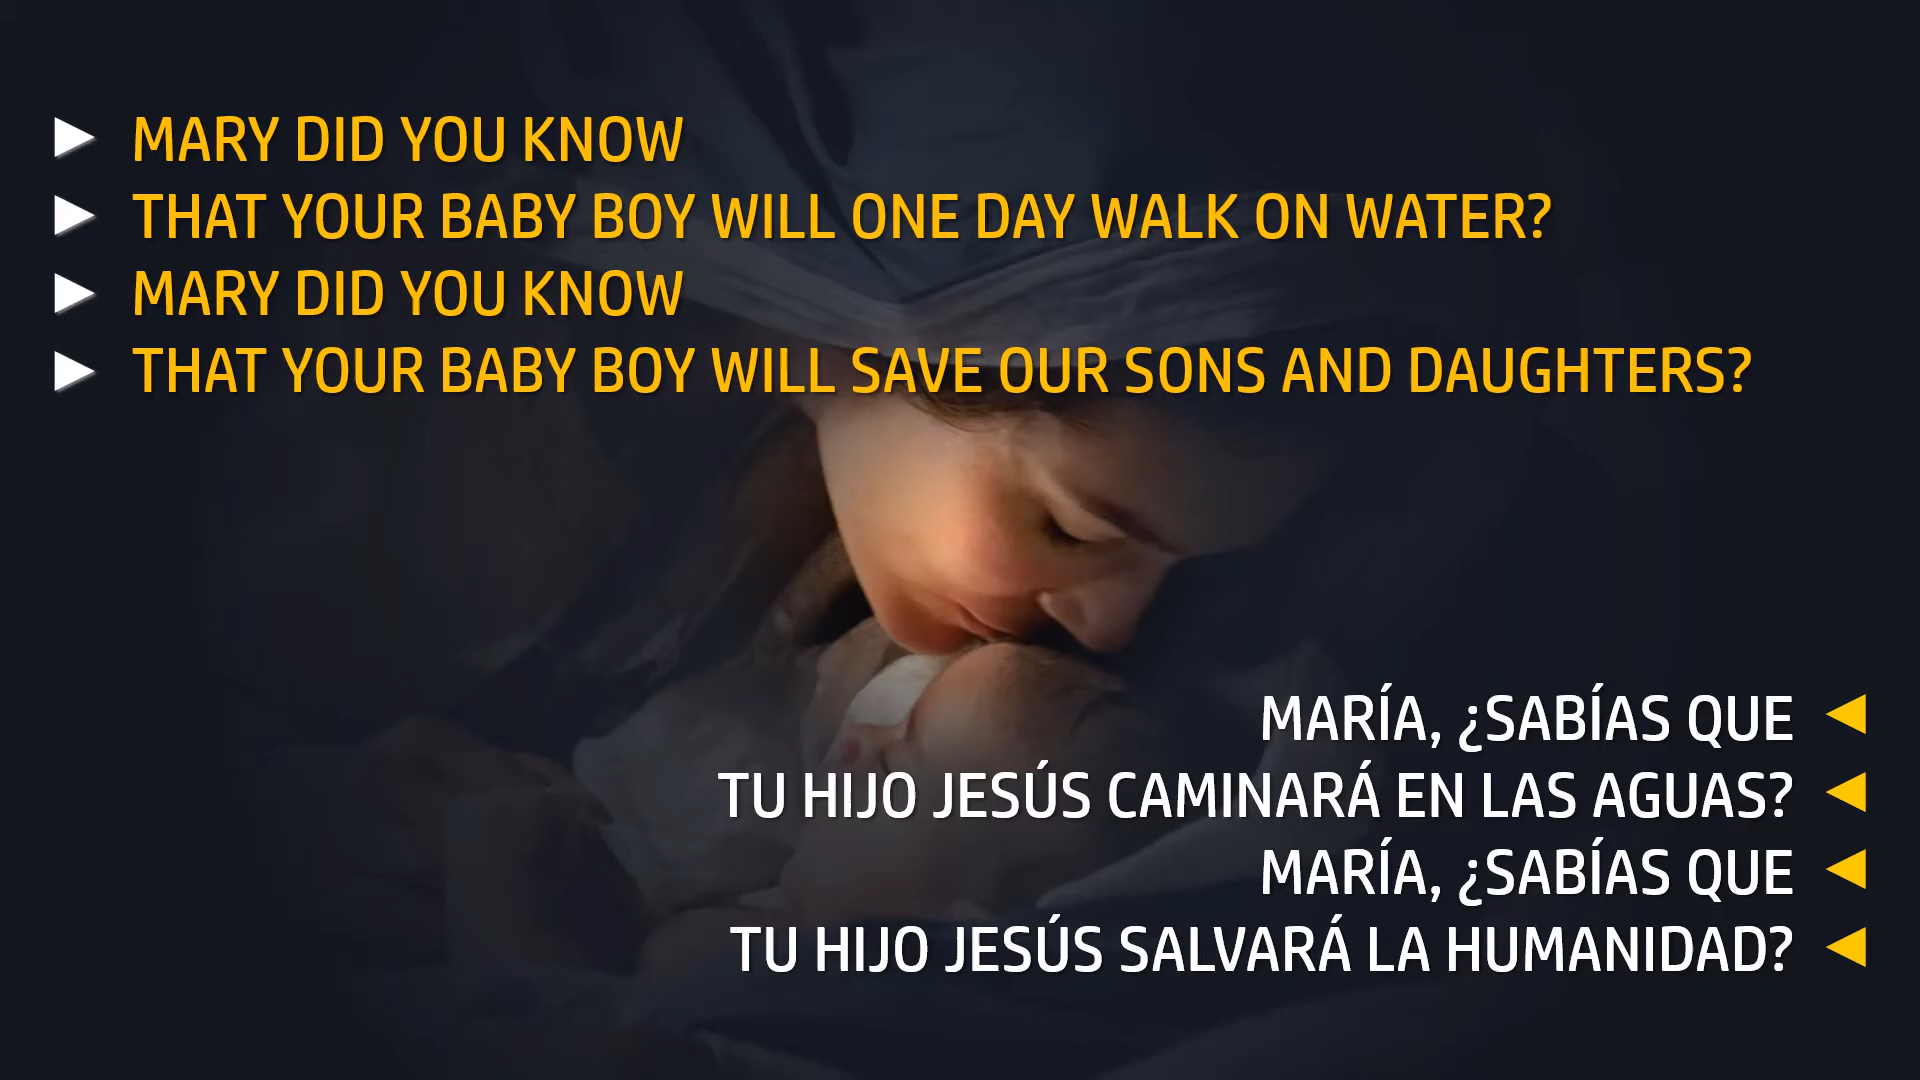 MARY DID YOU KNOW
THAT YOUR BABY BOY WILL ONE DAY WALK ON WATER?
MARY DID YOU KNOW
THAT YOUR BABY BOY WILL SAVE OUR SONS AND DAUGHTERS?
MARÍA, ¿SABÍAS QUE
TU HIJO JESÚS CAMINARÁ EN LAS AGUAS?
MARÍA, ¿SABÍAS QUE
TU HIJO JESÚS SALVARÁ LA HUMANIDAD?